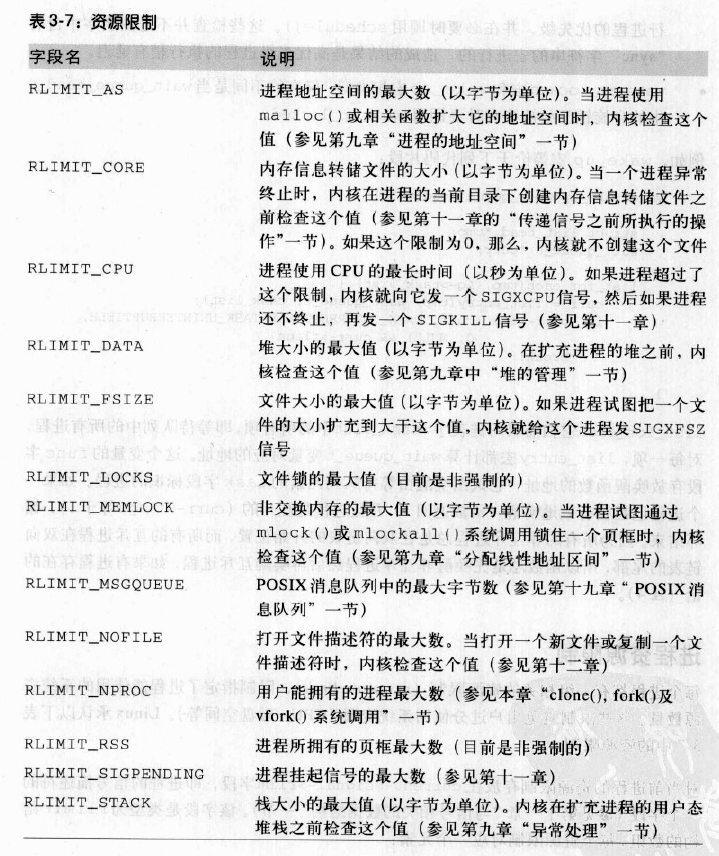 表3-7：资源限制
字段名 说明
RLIMIT_AS 进程地址空间的最大数（以字节为单位）。当进程使用
malloc()或相关函数扩大它的地址空间时，内核检查这个
值（参见第九章“进程的地址空间”一节）
RLIMIT_CORE 内存信息转储文件的大小（以字节为单位）。当一个进程异常
终止时，内核在进程的当前目录下创建内存信息转储文件之
前检查这个值（参见第十一章的“传递信号之前所执行的操
作”一节）。如果这个限制为0，那么，内核就不创建这个文件
RLIMIT_CPU 进程使用CPU的最长时间（以秒为单位）。如果进程超过了
这个限制，内核就向它发一个SIGXCPU信号，然后如果进程
还不终止，再发一个SIGKILL信号（参见第十一章）
RLIMIT_DATA 堆大小的最大值（以字节为单位）。在扩充进程的堆之前，内
核检查这个值（参见第九章中“堆的管理”一节）
RLIMIT_FSIZE 文件大小的最大值（以字节为单位）。如果进程试图把一个文
件的大小扩充到大于这个值，内核就给这个进程发SIGXFSZ
信号
RLIMIT_LOCKS 文件锁的最大值（目前是非强制的）
RLIMIT_MEMLOCK 非交换内存的最大值（以字节为单位）。当进程试图通过
mlock()或mlockall()系统调用锁住一个页框时，内核
检查这个值（参见第九章“分配线性地址区间”一节）
RLIMIT_MSGQUEUE POSIX消息队列中的最大字节数（参见第十九章“POSIX消
息队列”一节）
RLIMIT_NOFILE 打开文件描述符的最大数。当打开一个新文件或复制一个文
件描述符时，内核检查这个值（参见第十二章）
RLIMIT_NPROC 用户能拥有的进程最大数（参见本章“clone(), fork()及
vfork()系统调用”一节）
RLIMIT_RSS 进程所拥有的页框最大数（目前是非强制的）
RLIMIT_SIGPENDING 进程挂起信号的最大数（参见第十一章）
RLIMIT_STACK 栈大小的最大值（以字节为单位）。内核在扩充进程的用户态
堆栈之前检查这个值（参见第九章“异常处理”一节）